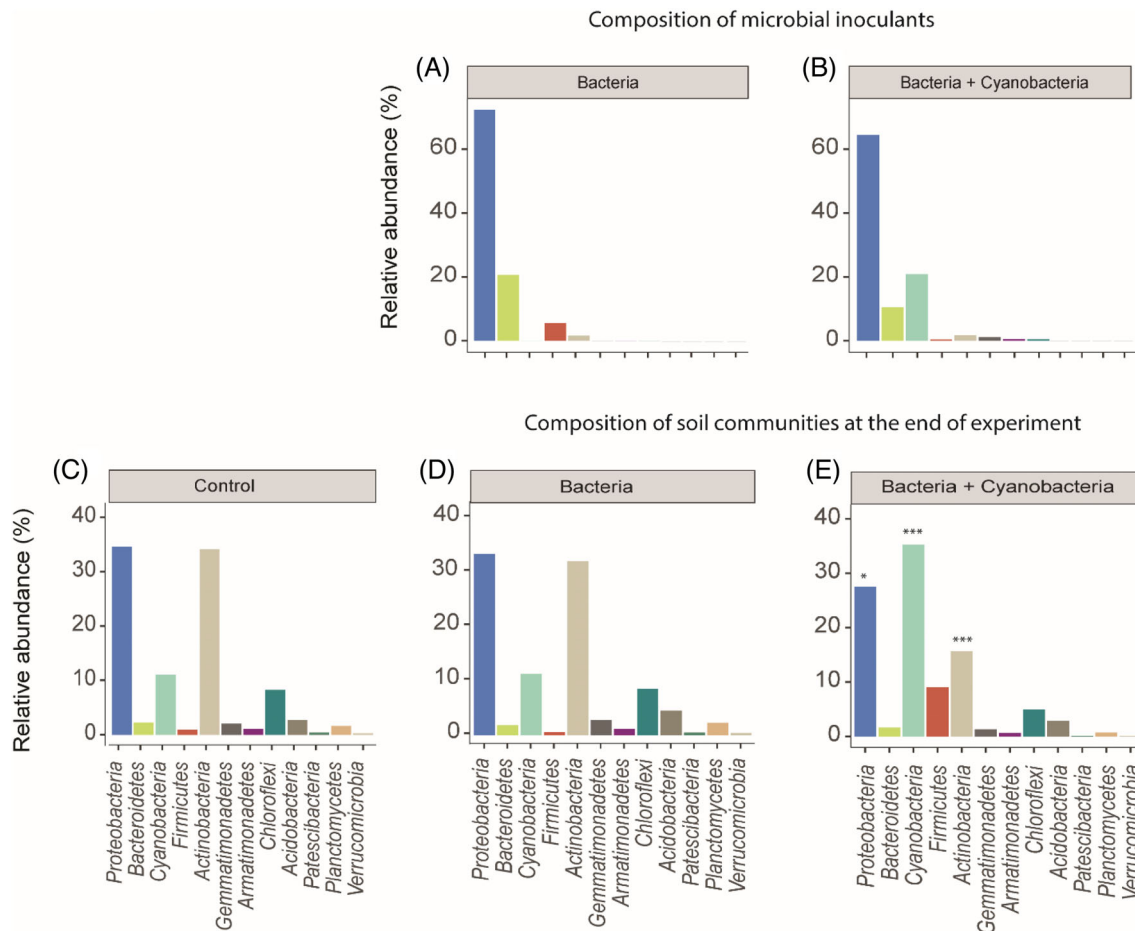 Composition of microbial inoculants
(A)
(B)
Bacteria
Bacteria + Cyanobacteria
Relative abundance (%)
60
40
20
0
60
40
20
0
Composition of soil communities at the end of experiment
(C)
(D)
(E)
Control
Bacteria
Bacteria + Cyanobacteria
Relative abundance (%)
40
30
20
10
0
40
30
20
10
0
40
30
20
10
0
*
***
***
Proteobacteria
Bacteroidetes
Cyanobacteria
Firmicutes
Actinobacteria
Gemmatimonadetes
Armatimonadetes
Chloroflexi
Acidobacteria
Patescibacteria
Planctomycetes
Verrucomicrobia
Proteobacteria
Bacteroidetes
Cyanobacteria
Firmicutes
Actinobacteria
Gemmatimonadetes
Armatimonadetes
Chloroflexi
Acidobacteria
Patescibacteria
Planctomycetes
Verrucomicrobia
Proteobacteria
Bacteroidetes
Cyanobacteria
Firmicutes
Actinobacteria
Gemmatimonadetes
Armatimonadetes
Chloroflexi
Acidobacteria
Patescibacteria
Planctomycetes
Verrucomicrobia